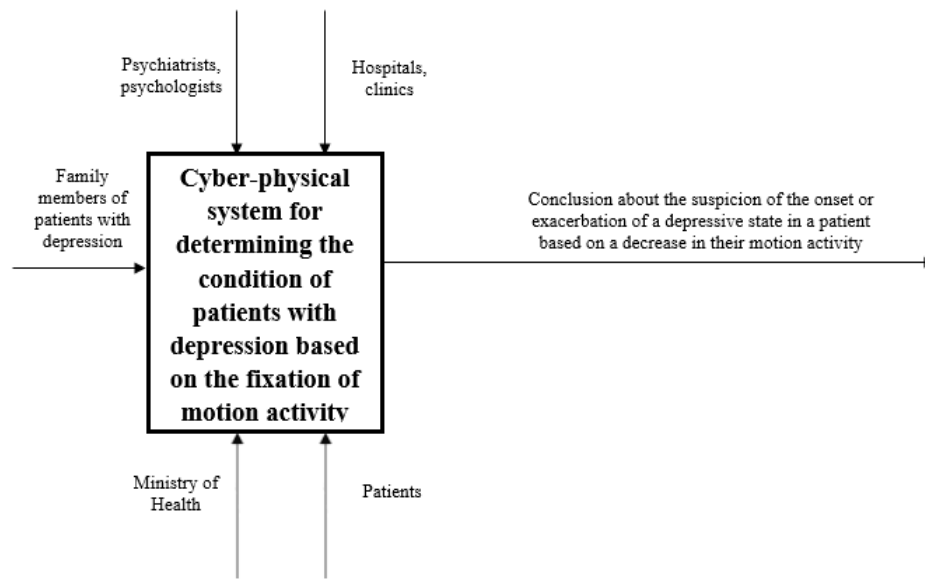 Psychiatrists,
psychologists
Hospitals,
clinics
Family
members of
patients with
depression
Cyber-physical
system for
determining the
condition of
patients with
depression based
on the fixation of
motion activity
Conclusion about the suspicion of the onset or
exacerbation of a depressive state in a patient
based on a decrease in their motion activity
Ministry of
Health
Patients